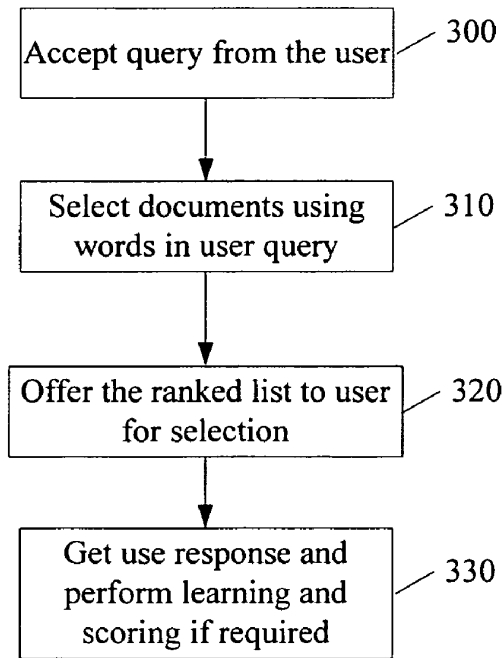 Accept query from the user
300
Select documents using
words in user query
310
Offer the ranked list to user
for selection
320
Get use response and
perform learning and
scoring if required
330